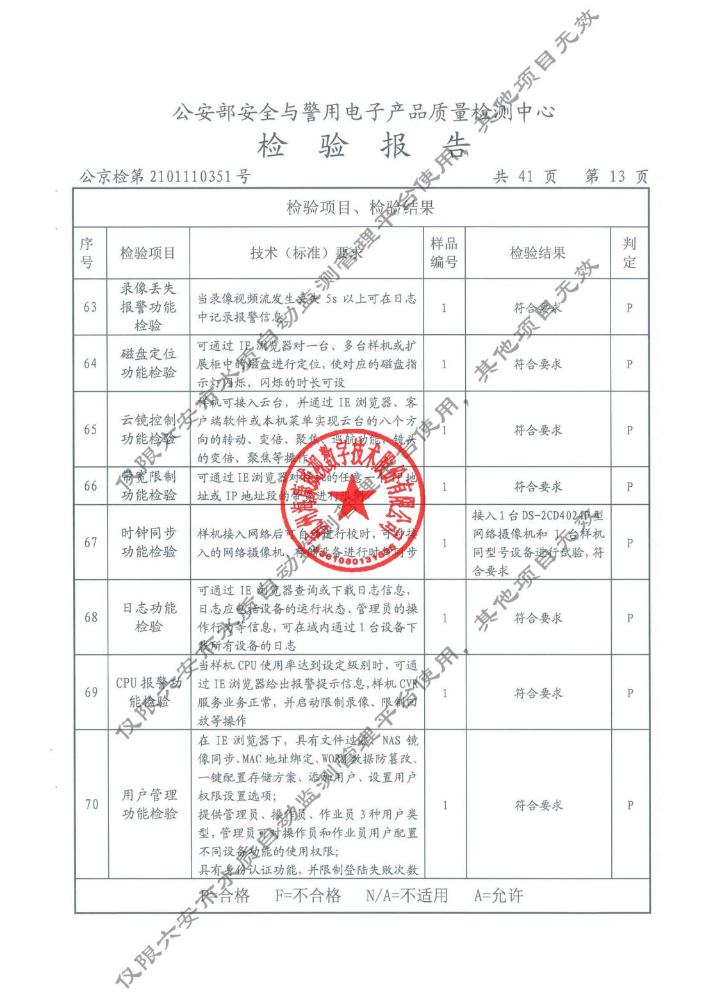 公安部安全与警用电子产品质量检测中心
检 验 报 告
公京检第 2101110351 号
共 41 页 第 13 页
检验项目、检验结果
序号
检验项目
技术（标准）要求
样品
编号
检验结果
判定
63
录像丢失
报警功能
检验
当录像视频流发生丢失 5s 以上可在日志
中记录报警信息
1
符合要求
P
64
磁盘定位
功能检验
可通过 IE 浏览器对一台、多台样机或扩
展柜中的磁盘进行定位，使对应的磁盘指
示灯闪烁，闪烁的时长可设
1
符合要求
P
65
云镜控制
功能检验
样机可接入云台，并通过 IE 浏览器、客
户端软件或本机菜单实现云台的八个方
向的转动、变倍、聚焦、巡航功能，镜头
的变倍、聚焦等操作
1
符合要求
P
66
带宽限制
功能检验
可通过 IE 浏览器对样机的任意一个 IP 地
址或 IP 地址段的带宽进行限制
1
符合要求
P
67
时钟同步
功能检验
样机接入网络后可自动进行校时，可对接
入的网络摄像机、存储设备进行时钟同步
1
接入 1 台 DS-2CD4024F 型
网络摄像机和 1 台样机
同型号设备进行试验，符
合要求
P
68
日志功能
检验
可通过 IE 浏览器查询或下载日志信息，
日志应包括设备的运行状态、管理员的操
作行为等信息，可在域内通过 1 台设备下
载所有设备的日志
1
符合要求
P
69
CPU 报警功
能检验
当样机 CPU 使用率达到设定级别时，可通
过 IE 浏览器给出报警提示信息，样机 CVR
服务业务正常，并启动限制录像、限制回
放等操作
1
符合要求
P
70
用户管理
功能检验
在 IE 浏览器下，具有文件过滤、NAS 镜
像同步、MAC 地址绑定、WORM 数据防篡改、
一键配置存储方案、添加用户、设置用户
权限设置选项；
提供管理员、操作员、作业员 3 种用户类
型，管理员可对操作员和作业员用户配置
不同设备功能的使用权限；
具有身份认证功能，并限制登陆失败次数
1
符合要求
P
P=合格 F=不合格 N/A=不适用 A=允许
杭州海康威视数字技术股份有限公司
仅限六安市水质自动监测管理平台使用，其他项目无效
仅限六安市水质自动监测管理平台使用，其他项目无效
仅限六安市水质自动监测管理平台使用，其他项目无效